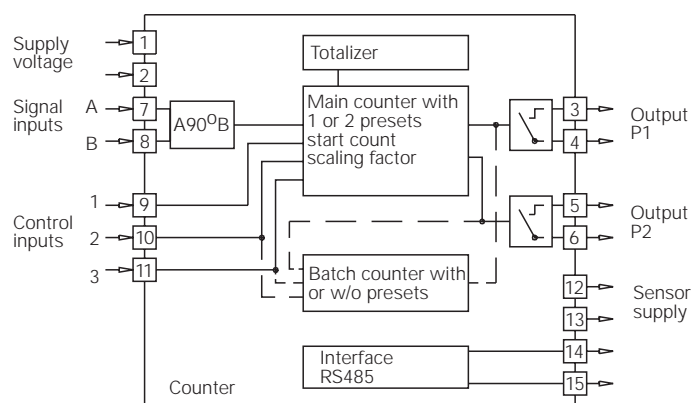 Supply
voltage
1
2
Signal
inputs
A
B
7
8
A90°B
Totalizer
Main counter with
1 or 2 presets
start count
scaling factor
3
4
Output
P1
Control
inputs
1
2
3
9
10
11
5
6
Output
P2
Batch counter with
or w/o presets
12
13
Sensor
supply
Interface
RS485
14
15
Counter